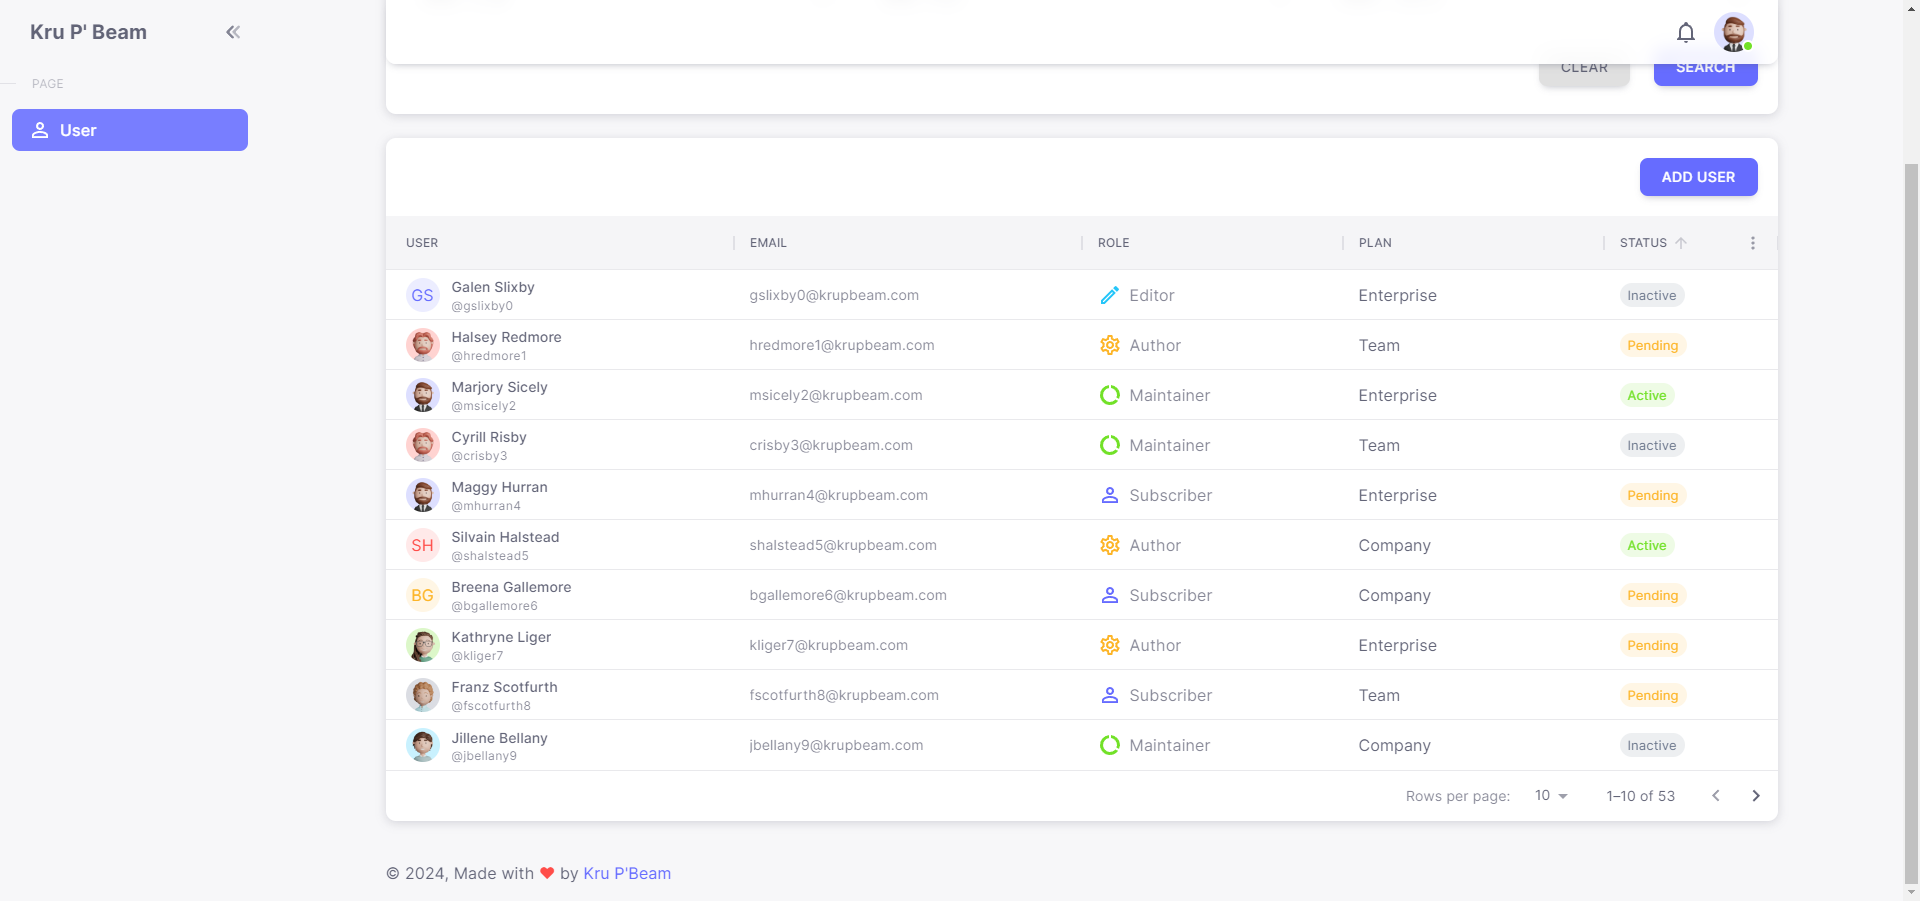 Kru P' Beam
PAGE
User
CLEAR
SEARCH
ADD USER
USER EMAIL ROLE PLAN STATUS
GS Galen Slixby
@gslixby0 gslixby0@krupbeam.com Editor Enterprise Inactive
Halsey Redmore
@hredmore1 hredmore1@krupbeam.com Author Team Pending
Marjory Sicely
@msicely2 msicely2@krupbeam.com Maintainer Enterprise Active
Cyrill Risby
@crisby3 crisby3@krupbeam.com Maintainer Team Inactive
Maggy Hurran
@mhurran4 mhurran4@krupbeam.com Subscriber Enterprise Pending
SH Silvain Halstead
@shalstead5 shalstead5@krupbeam.com Author Company Active
BG Breena Gallemore
@bgallemore6 bgallemore6@krupbeam.com Subscriber Company Pending
Kathryne Liger
@kliger7 kliger7@krupbeam.com Author Enterprise Pending
Franz Scotfurth
@fscotfurth8 fscotfurth8@krupbeam.com Subscriber Team Pending
Jillene Bellany
@jbellany9 jbellany9@krupbeam.com Maintainer Company Inactive
Rows per page: 10 1–10 of 53
© 2024, Made with ❤ by Kru P'Beam